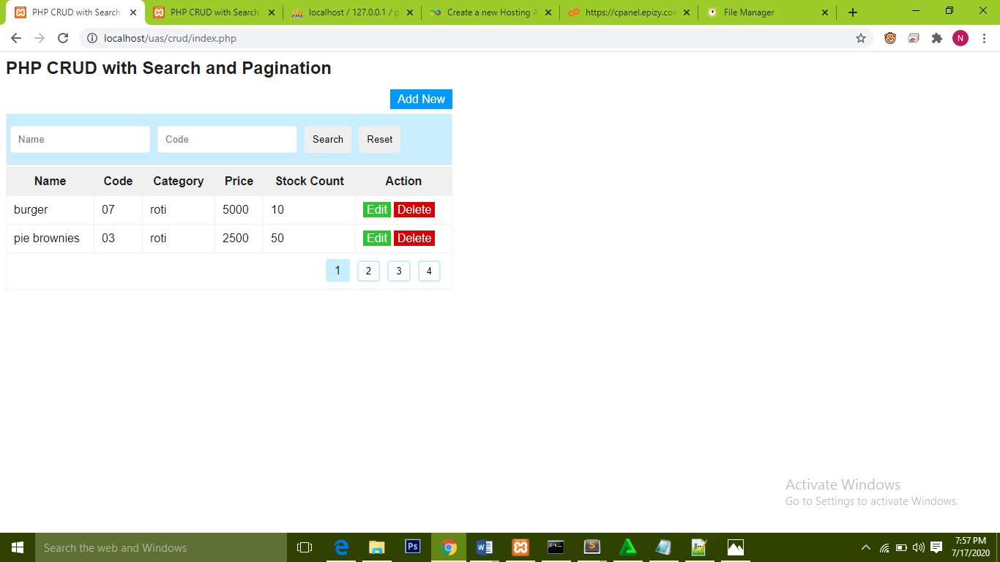 PHP CRUD with Search
PHP CRUD with Search
localhost / 127.0.0.1 / p
Create a new Hosting A
https://cpanel.epizy.com
File Manager
localhost/uas/crud/index.php
N
PHP CRUD with Search and Pagination
Add New
Name Code Search Reset
Name Code Category Price Stock Count Action
burger 07 roti 5000 10 Edit Delete
pie brownies 03 roti 2500 50 Edit Delete
1 2 3 4
Activate Windows
Go to Settings to activate Windows.
Search the web and Windows
Ps
7:57 PM
7/17/2020